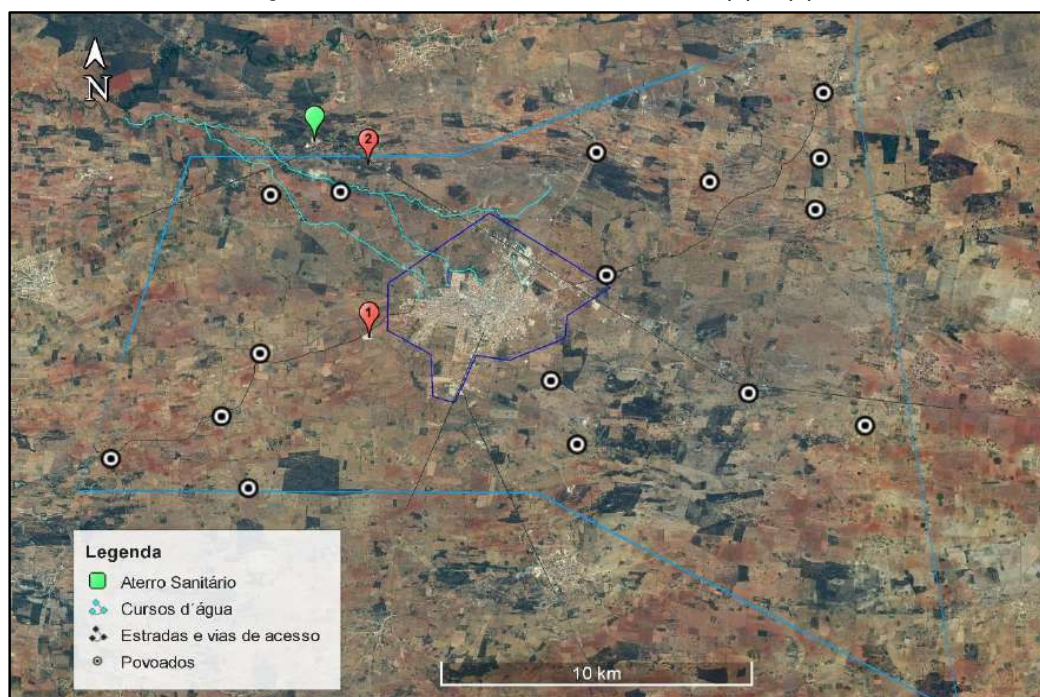 N
2
1
Legenda
Aterro Sanitário
Cursos d´água
Estradas e vias de acesso
Povoados
10 km